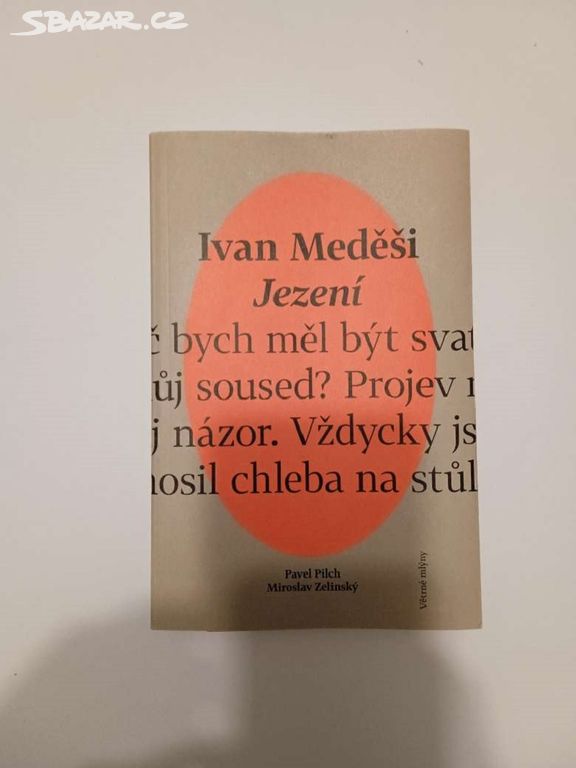 SBAZAR.CZ
Ivan Meděši
Jezení
č bych měl být svat
ůj soused? Projev n
j názor. Vždycky js
nosil chleba na stůl
Pavel Pilch
Miroslav Zelinský
Větrné mlýny